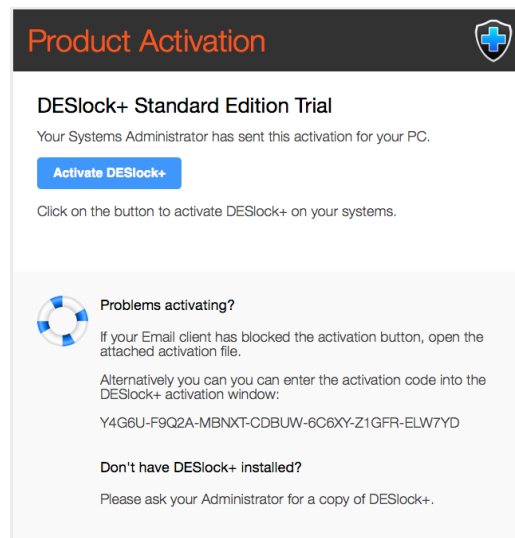 Product Activation
DESlock+ Standard Edition Trial
Your Systems Administrator has sent this activation for your PC.
Activate DESlock+
Click on the button to activate DESlock+ on your systems.
Problems activating?
If your Email client has blocked the activation button, open the
attached activation file.
Alternatively you can you can enter the activation code into the
DESlock+ activation window:
Y4G6U-F9Q2A-MBNXT-CDBUW-6C6XY-Z1GFR-ELW7YD
Don't have DESlock+ installed?
Please ask your Administrator for a copy of DESlock+.